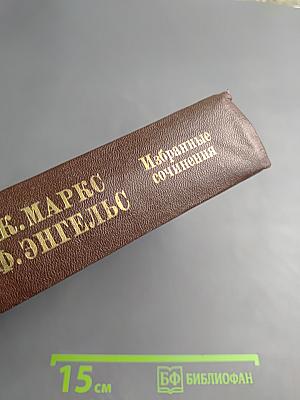 К. МАРКС
Ф. ЭНГЕЛЬС
Избранные
сочинения
15 см
БФ БИБЛИОФАН